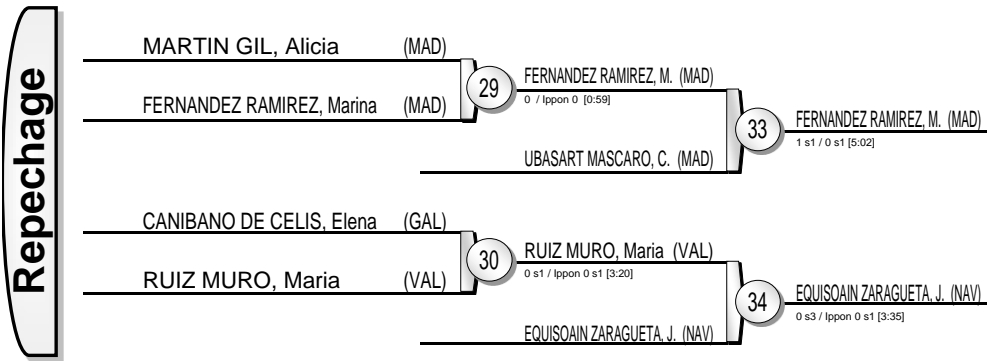 Repechage
MARTIN GIL, Alicia (MAD)
FERNANDEZ RAMIREZ, Marina (MAD)
29
FERNANDEZ RAMIREZ, M. (MAD)
0 / Ippon 0 [0:59]
UBASART MASCARO, C. (MAD)
33
FERNANDEZ RAMIREZ, M. (MAD)
1 s1 / 0 s1 [5:02]
CANIBANO DE CELIS, Elena (GAL)
RUIZ MURO, Maria (VAL)
30
RUIZ MURO, Maria (VAL)
0 s1 / Ippon 0 s1 [3:20]
EQUISOAIN ZARAGUETA, J. (NAV)
34
EQUISOAIN ZARAGUETA, J. (NAV)
0 s3 / Ippon 0 s1 [3:35]